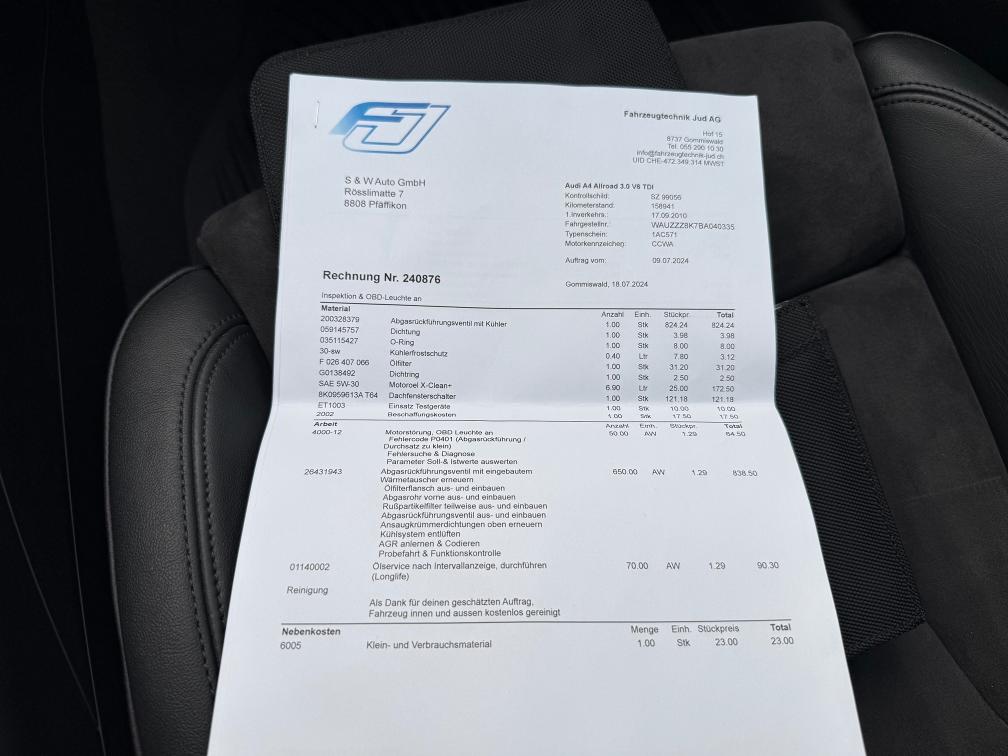 FJ
Fahrzeugtechnik Jud AG
Hof 15
8737 Gommiswald
Tel. 055 290 10 30
info@fahrzeugtechnik-jud.ch
UID CHE-472.349.314 MWST
S & W Auto GmbH
Rösslimatte 7
8808 Pfäffikon
Audi A4 Allroad 3.0 V6 TDI
Kontrollschild: SZ 99056
Kilometerstand: 158941
1.Inverkehrs.: 17.09.2010
Fahrgestellnr.: WAUZZZ8K7BA040335
Typenschein: 1AC571
Motorkennzeichen: CCWA
Auftrag vom: 09.07.2024
Rechnung Nr. 240876
Gommiswald, 18.07.2024
Inspektion & OBD-Leuchte an
Material Anzahl Einh. Stückpr. Total
200328379 Abgasrückführungsventil mit Kühler 1.00 Stk 824.24 824.24
059145757 Dichtung 1.00 Stk 3.98 3.98
035115427 O-Ring 1.00 Stk 8.00 8.00
30-sw Kühlerfrostschutz 0.40 Ltr 7.80 3.12
F 026 407 066 Ölfilter 1.00 Stk 31.20 31.20
G0138492 Dichtring 1.00 Stk 2.50 2.50
SAE 5W-30 Motoroel X-Clean+ 6.90 Ltr 25.00 172.50
8K0959613A T64 Dachfensterschalter 1.00 Stk 121.18 121.18
ET1003 Einsatz Testgeräte 1.00 Stk 10.00 10.00
2002 Beschaffungskosten 1.00 Stk 17.50 17.50
Arbeit Anzahl Einh. Stückpr. Total
4000-12 Motorstörung, OBD Leuchte an 50.00 AW 1.29 64.50
Fehlercode P0401 (Abgasrückführung /
Durchsatz zu klein)
Fehlersuche & Diagnose
Parameter Soll-& Istwerte auswerten
26431943 Abgasrückführungsventil mit eingebautem 650.00 AW 1.29 838.50
Wärmetauscher erneuern
Ölfilterflansch aus- und einbauen
Abgasrohr vorne aus- und einbauen
Rußpartikelfilter teilweise aus- und einbauen
Abgasrückführungsventil aus- und einbauen
Ansaugkrümmerdichtungen oben erneuern
Kühlsystem entlüften
AGR anlernen & Codieren
Probefahrt & Funktionskontrolle
01140002 Ölservice nach Intervallanzeige, durchführen 70.00 AW 1.29 90.30
(Longlife)
Reinigung
Als Dank für deinen geschätzten Auftrag,
Fahrzeug innen und aussen kostenlos gereinigt
Nebenkosten Menge Einh. Stückpreis Total
6005 Klein- und Verbrauchsmaterial 1.00 Stk 23.00 23.00